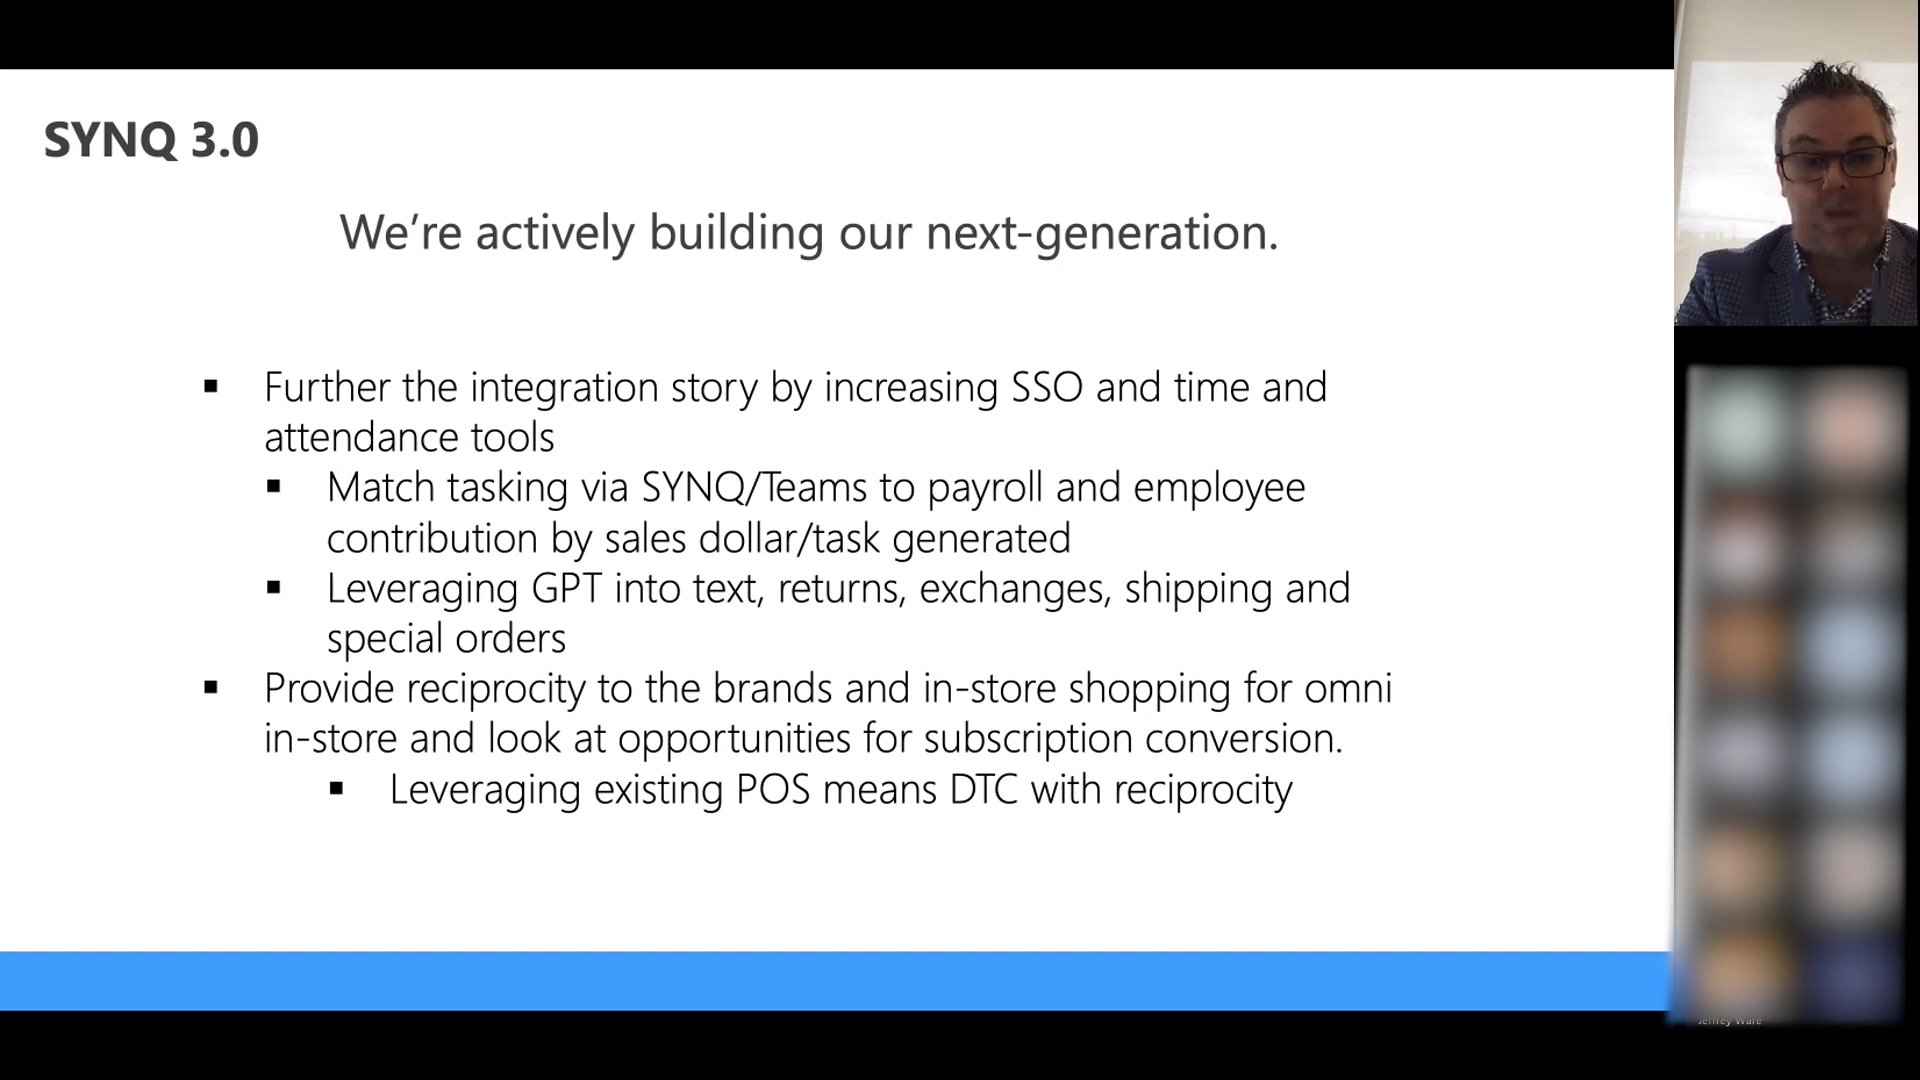 SYNQ 3.0
We’re actively building our next-generation.
▪ Further the integration story by increasing SSO and time and
attendance tools
▪ Match tasking via SYNQ/Teams to payroll and employee
contribution by sales dollar/task generated
▪ Leveraging GPT into text, returns, exchanges, shipping and
special orders
▪ Provide reciprocity to the brands and in-store shopping for omni
in-store and look at opportunities for subscription conversion.
▪ Leveraging existing POS means DTC with reciprocity
Jeffrey Ware